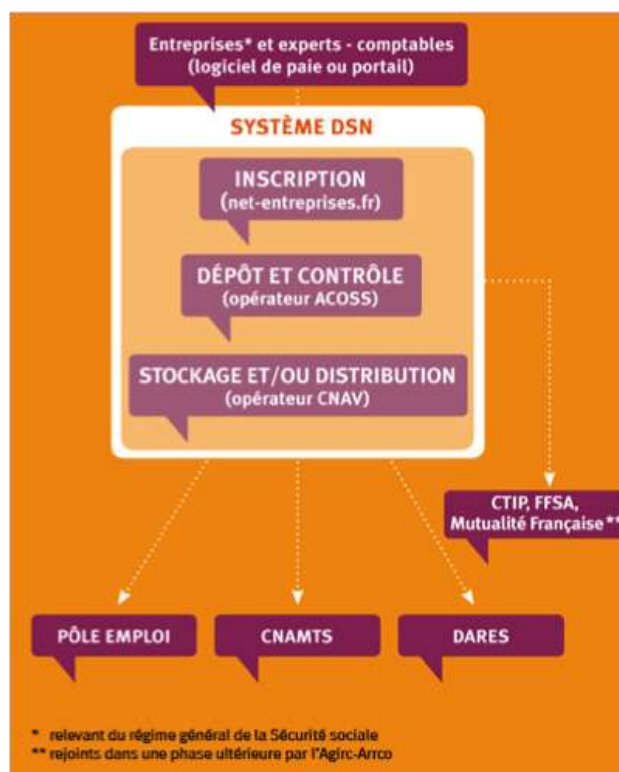 Entreprises* et experts - comptables
(logiciel de paie ou portail)
SYSTÈME DSN
INSCRIPTION
(net-entreprises.fr)
DÉPÔT ET CONTRÔLE
(opérateur ACOSS)
STOCKAGE ET/OU DISTRIBUTION
(opérateur CNAV)
CTIP, FFSA,
Mutualité Française**
PÔLE EMPLOI
CNAMTS
DARES
* relevant du régime général de la Sécurité sociale
** rejoints dans une phase ultérieure par l'Agirc-Arrco